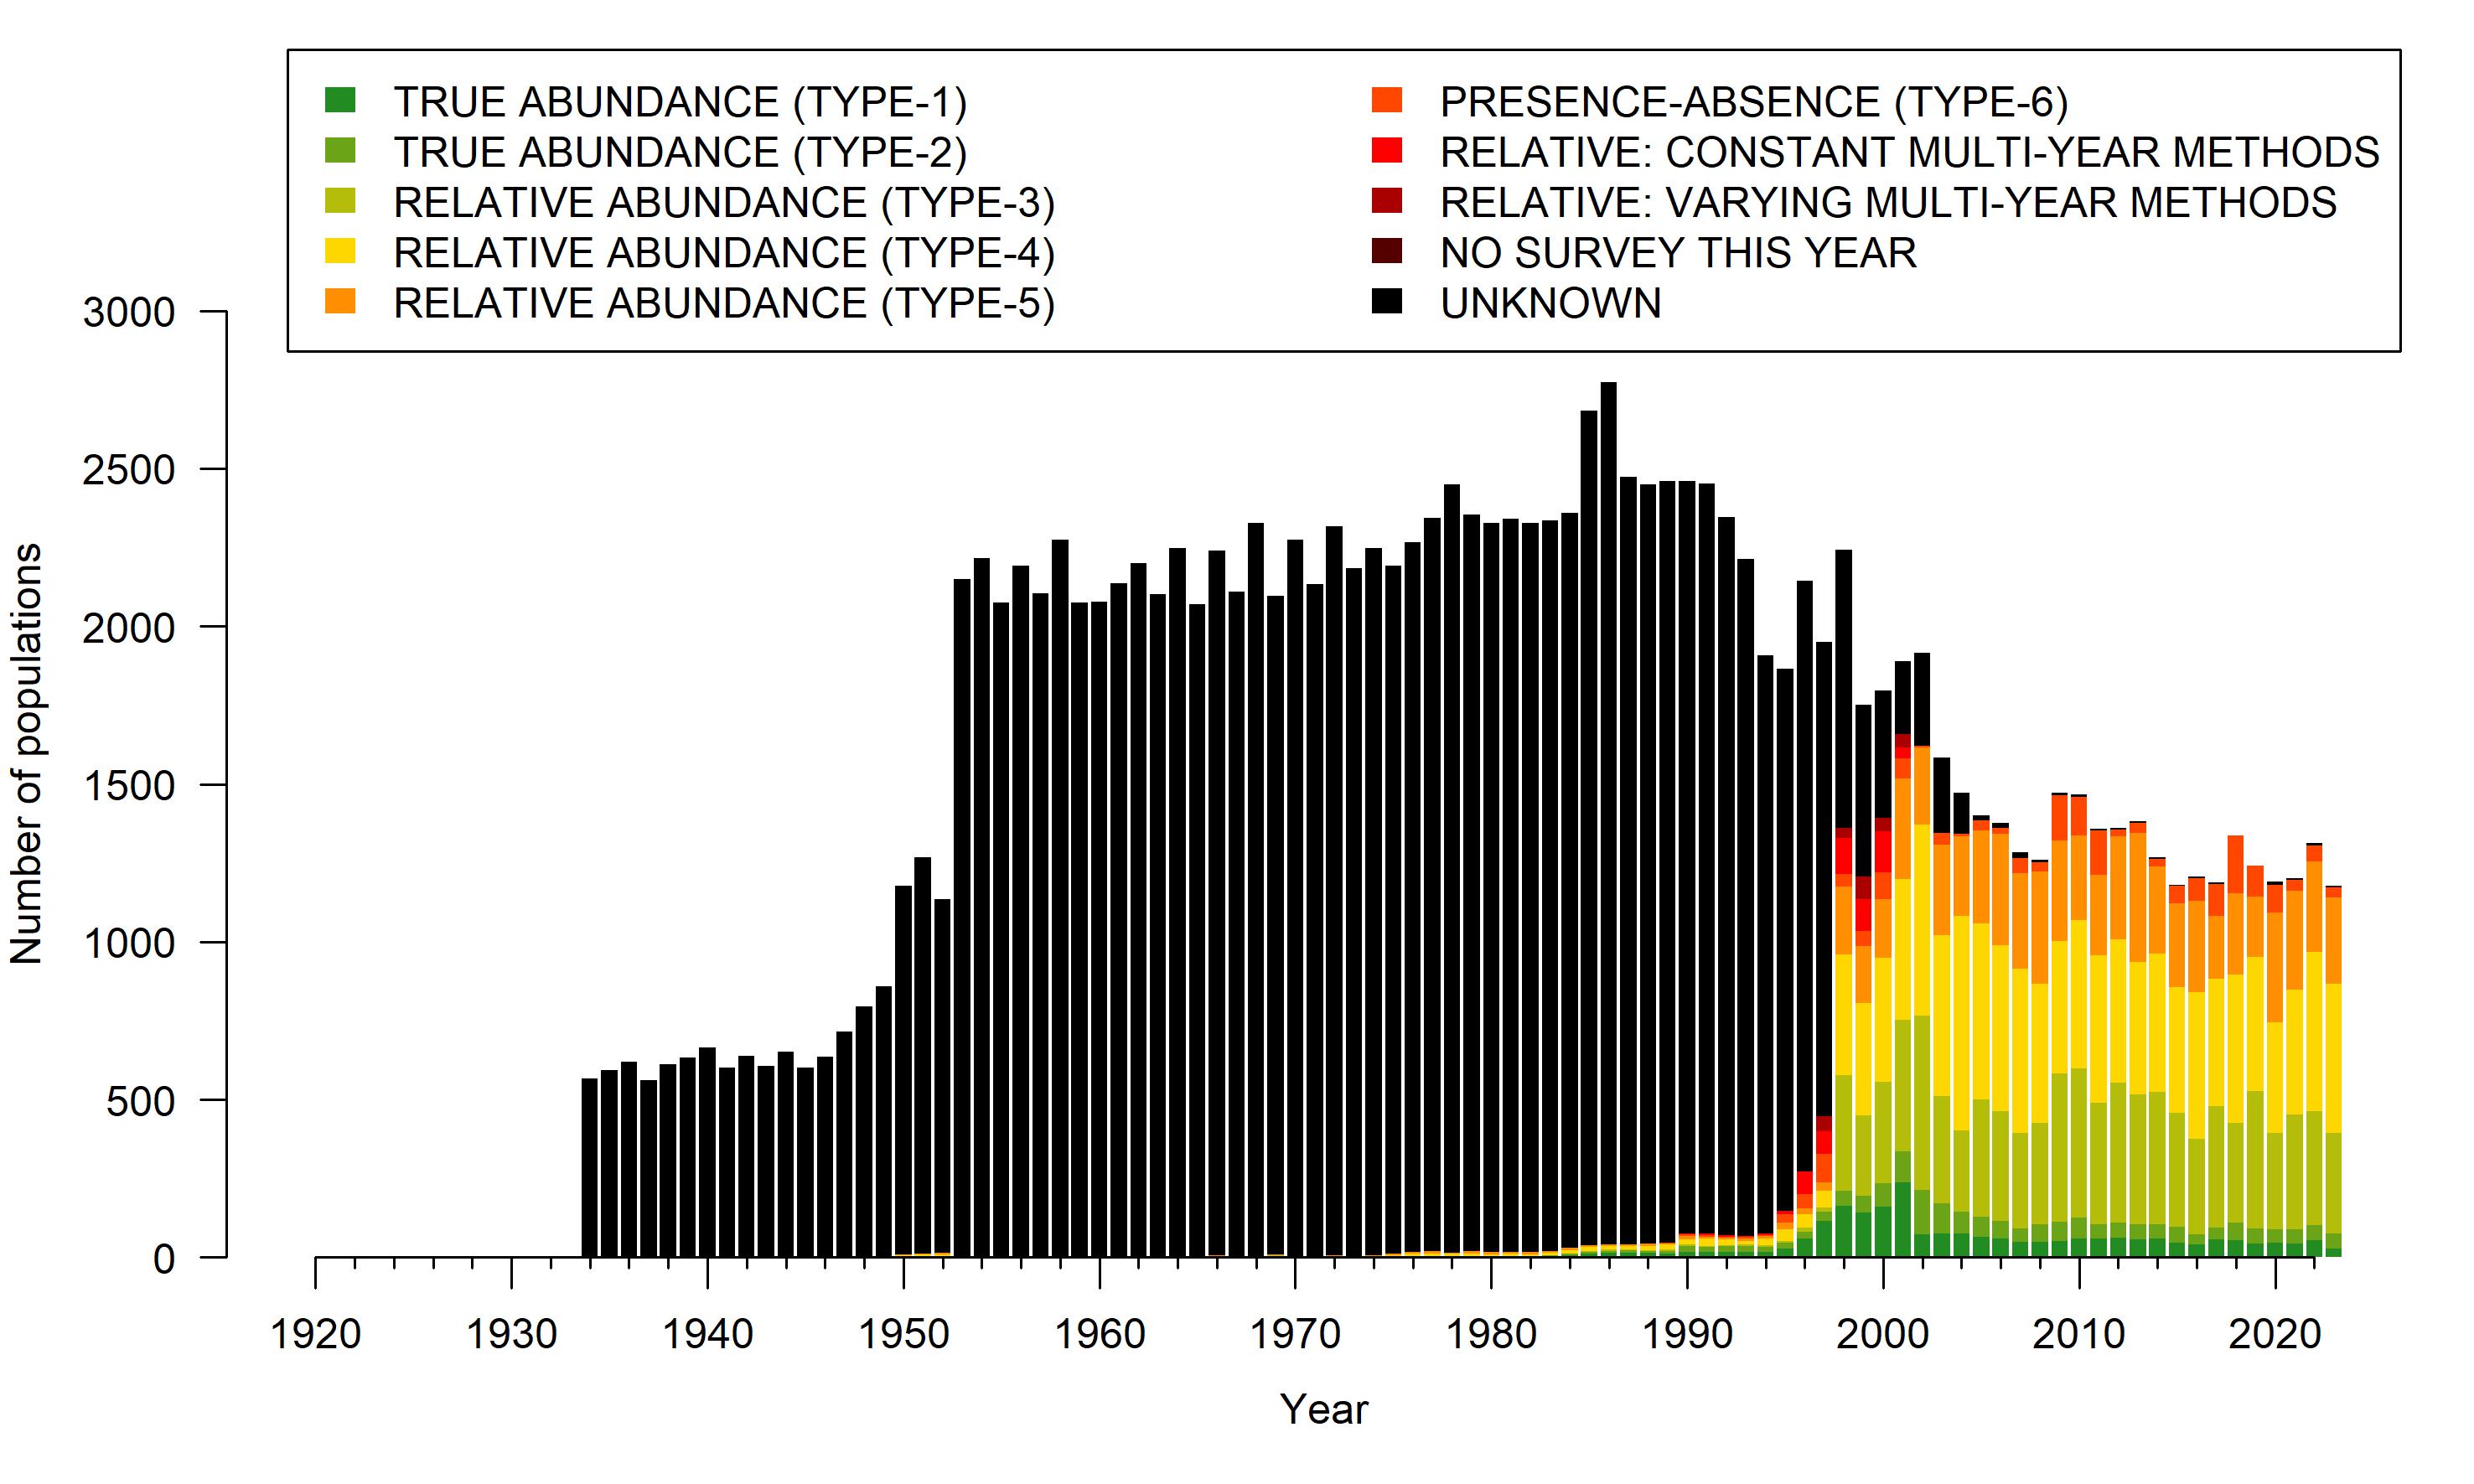 TRUE ABUNDANCE (TYPE-1)
TRUE ABUNDANCE (TYPE-2)
RELATIVE ABUNDANCE (TYPE-3)
RELATIVE ABUNDANCE (TYPE-4)
RELATIVE ABUNDANCE (TYPE-5)
PRESENCE-ABSENCE (TYPE-6)
RELATIVE: CONSTANT MULTI-YEAR METHODS
RELATIVE: VARYING MULTI-YEAR METHODS
NO SURVEY THIS YEAR
UNKNOWN
Number of populations
3000
2500
2000
1500
1000
500
0
1920 1930 1940 1950 1960 1970 1980 1990 2000 2010 2020
Year